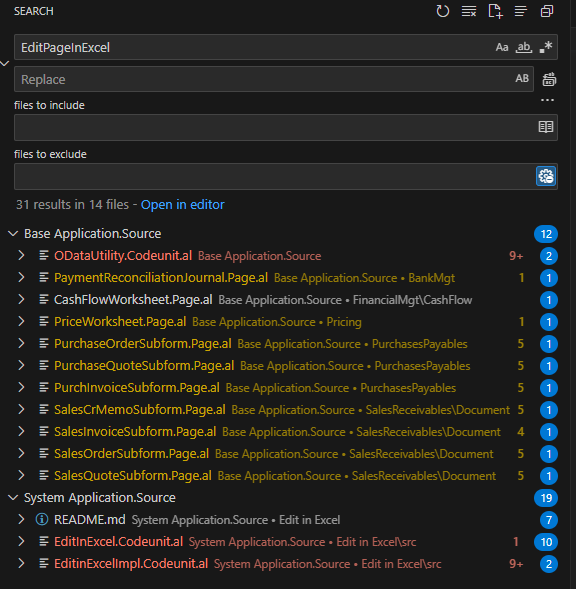 SEARCH
EditPageInExcel
Aa ab .*
Replace AB
...
files to include
files to exclude
31 results in 14 files - Open in editor
Base Application.Source 12
ODataUtility.Codeunit.al Base Application.Source 9+ 2
PaymentReconciliationJournal.Page.al Base Application.Source • BankMgt 1 1
CashFlowWorksheet.Page.al Base Application.Source • FinancialMgt\CashFlow 1
PriceWorksheet.Page.al Base Application.Source • Pricing 1 1
PurchaseOrderSubform.Page.al Base Application.Source • PurchasesPayables 5 1
PurchaseQuoteSubform.Page.al Base Application.Source • PurchasesPayables 5 1
PurchInvoiceSubform.Page.al Base Application.Source • PurchasesPayables 5 1
SalesCrMemoSubform.Page.al Base Application.Source • SalesReceivables\Document 5 1
SalesInvoiceSubform.Page.al Base Application.Source • SalesReceivables\Document 4 1
SalesOrderSubform.Page.al Base Application.Source • SalesReceivables\Document 5 1
SalesQuoteSubform.Page.al Base Application.Source • SalesReceivables\Document 5 1
System Application.Source 19
README.md System Application.Source • Edit in Excel 7
EditInExcel.Codeunit.al System Application.Source • Edit in Excel\src 1 10
EditinExcelImpl.Codeunit.al System Application.Source • Edit in Excel\src 9+ 2